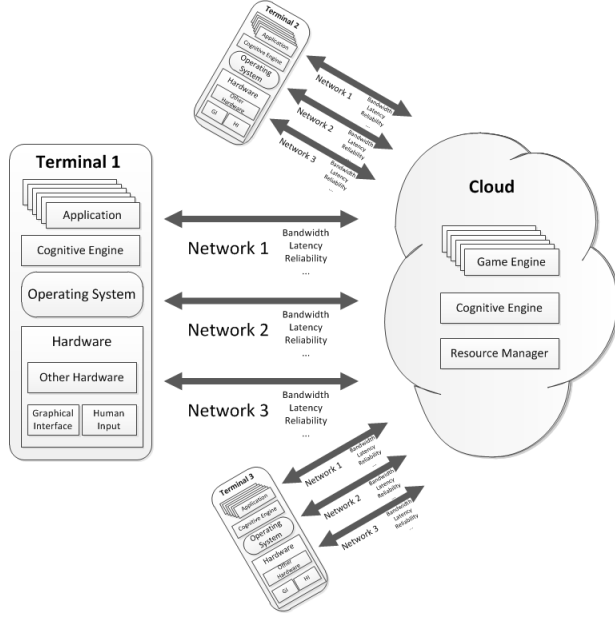 Terminal 2
Application
Cognitive Engine
Operating
System
Hardware
Other
Hardware
GI
HI
Network 1
Bandwidth
Latency
Reliability
...
Network 2
Bandwidth
Latency
Reliability
...
Network 3
Bandwidth
Latency
Reliability
...
Terminal 1
Application
Cognitive Engine
Operating System
Hardware
Other Hardware
Graphical
Interface
Human
Input
Network 1
Bandwidth
Latency
Reliability
...
Network 2
Bandwidth
Latency
Reliability
...
Network 3
Bandwidth
Latency
Reliability
...
Cloud
Game Engine
Cognitive Engine
Resource Manager
Terminal 3
Application
Cognitive Engine
Operating
System
Hardware
Other
Hardware
GI
HI
Network 1
Bandwidth
Latency
Reliability
...
Network 2
Bandwidth
Latency
Reliability
...
Network 3
Bandwidth
Latency
Reliability
...